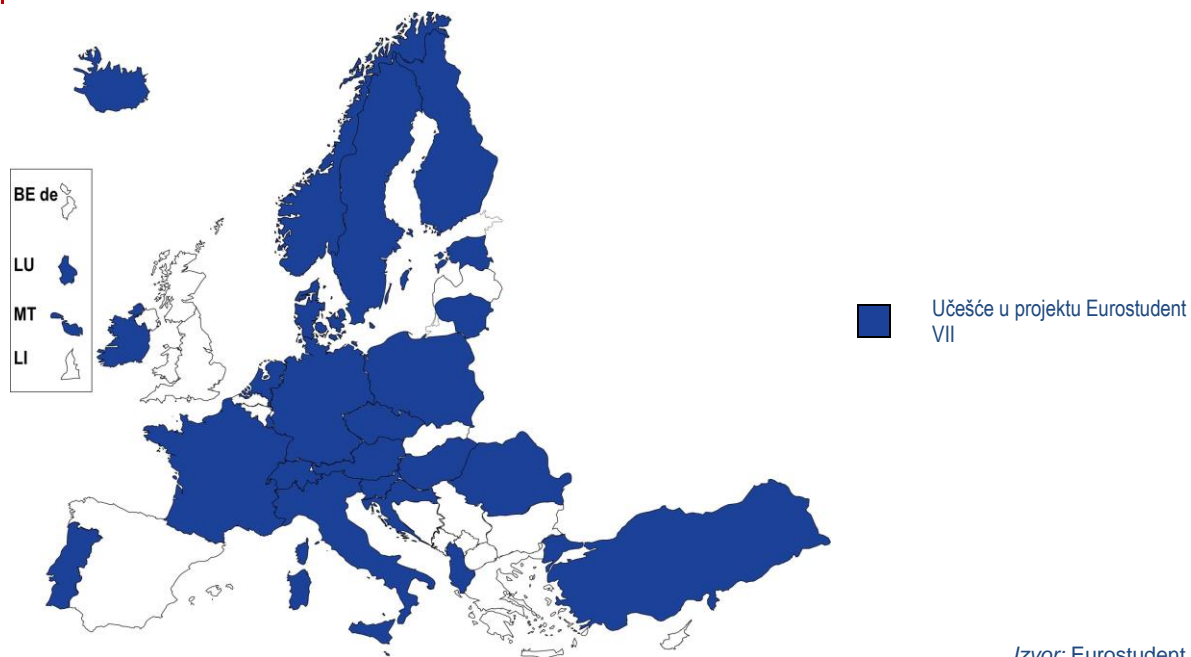 BE de
LU
MT
LI
Učešće u projektu Eurostudent
VII
Izvor: Eurostudent